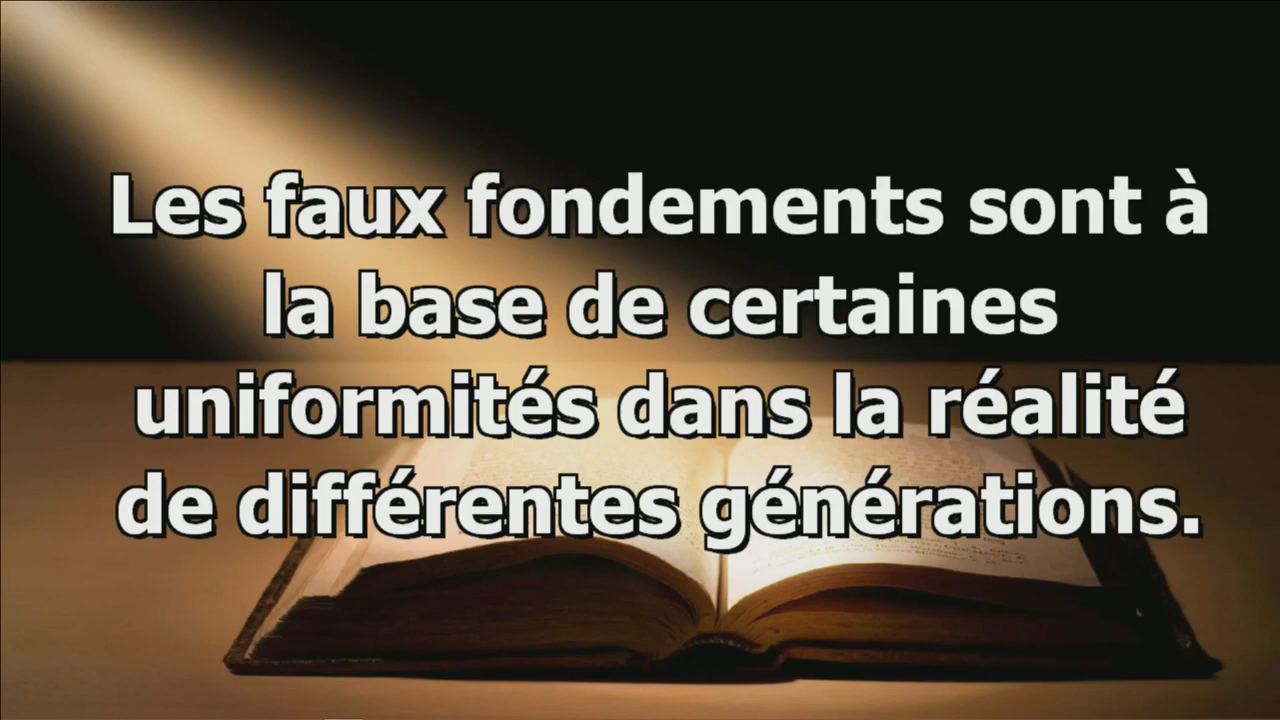 Les faux fondements sont à
la base de certaines
uniformités dans la réalité
de différentes générations.